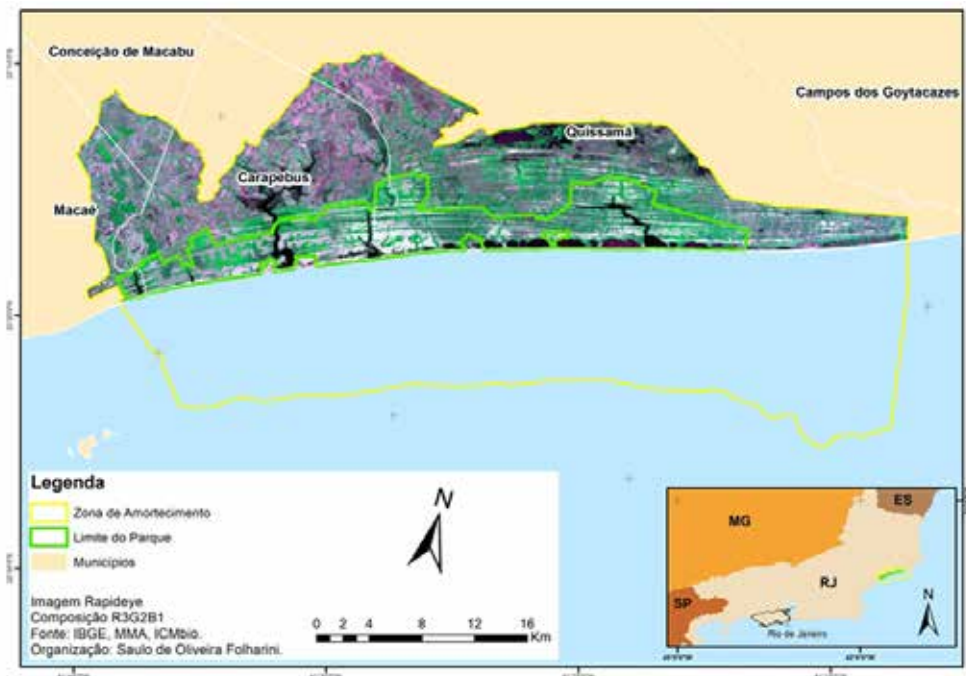 Conceição de Macabu
Campos dos Goytacazes
Quissamã
Carapebus
Macaé
Legenda
Zona de Amortecimento
Limite do Parque
Municípios
Imagem Rapideye
Composição R3G2B1
Fonte: IBGE, MMA, ICMbio.
Organização: Saulo de Oliveira Folharini.
N
0 2 4 8 12 16
Km
ES
MG
RJ
SP
N
Rio de Janeiro